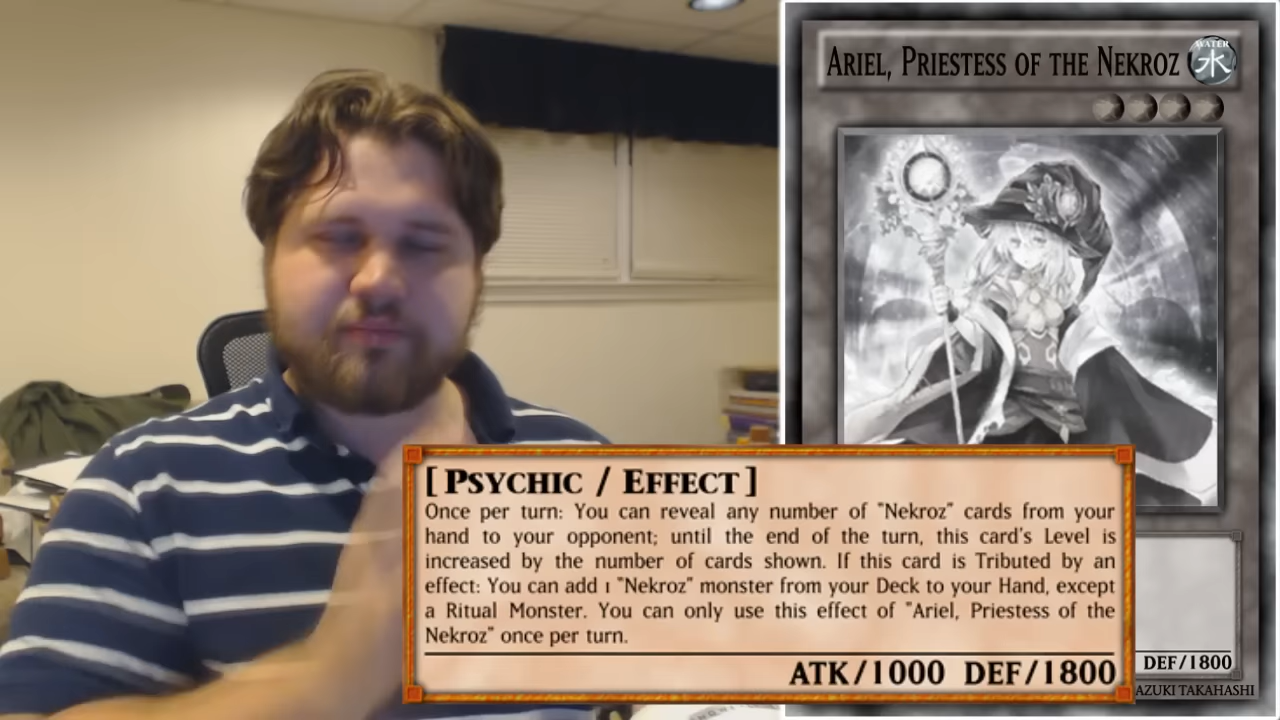 ARIEL, PRIESTESS OF THE NEKROZ
WATER
水
[ PSYCHIC / EFFECT ]
Once per turn: You can reveal any number of "Nekroz" cards from your
hand to your opponent; until the end of the turn, this card's Level is
increased by the number of cards shown. If this card is Tributed by an
effect: You can add 1 "Nekroz" monster from your Deck to your Hand, except
a Ritual Monster. You can only use this effect of "Ariel, Priestess of the
Nekroz" once per turn.
ATK/1000 DEF/1800
DEF/1800
AZUKI TAKAHASHI